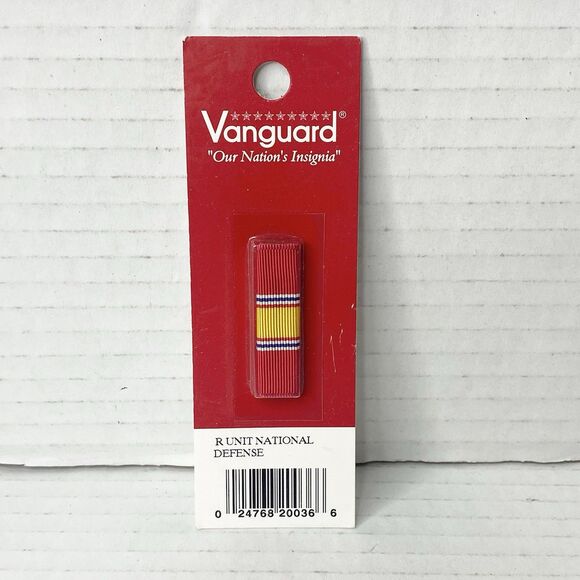 Vanguard®
"Our Nation's Insignia"
R UNIT NATIONAL
DEFENSE
0 24768 20036 6